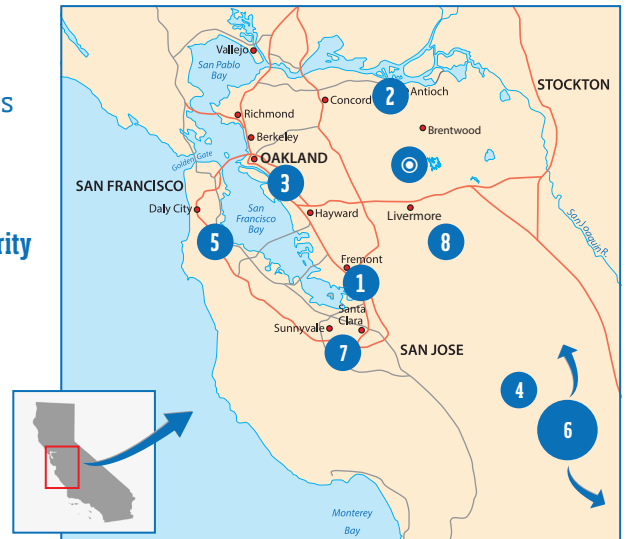 s
rity
Vallejo
San Pablo
Bay
2
Antioch
STOCKTON
Concord
Richmond
Brentwood
Berkeley
Golden Gate
OAKLAND
3
SAN FRANCISCO
Daly City
San
Francisco
Bay
Hayward
Livermore
San Joaquin R.
5
8
Fremont
1
Santa
Clara
Sunnyvale
7
SAN JOSE
4
6
Monterey
Bay